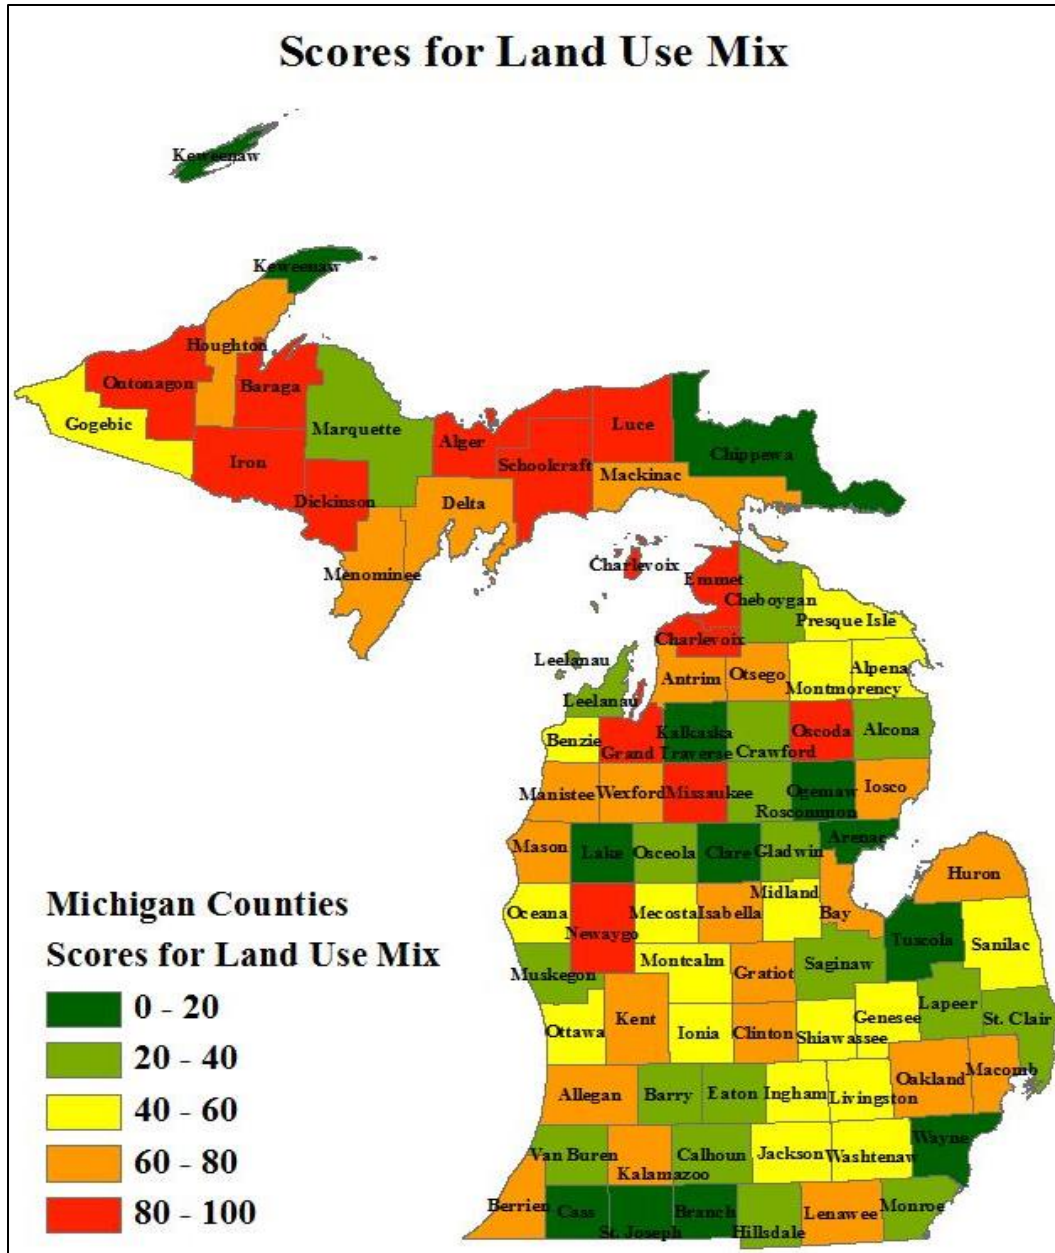 Scores for Land Use Mix
Keweenaw
Keweenaw
Houghton
Ontonagon
Baraga
Gogebic
Marquette
Luce
Alger
Chippewa
Iron
Schoolcraft
Mackinac
Dickinson
Delta
Menominee
Charlevoix
Emmet
Cheboygan
Presque Isle
Charlevoix
Leelanau
Antrim
Otsego
Alpena
Montmorency
Leelanau
Benzie
Kalkaska
Oscoda
Alcona
Grand Traverse
Crawford
Manistee
Wexford
Missaukee
Ogemaw
Iosco
Roscommon
Mason
Lake
Osceola
Clare
Gladwin
Arenac
Huron
Midland
Oceana
Mecosta
Isabella
Bay
Newaygo
Tuscola
Sanilac
Muskegon
Montcalm
Gratiot
Saginaw
Lapeer
St. Clair
Ottawa
Kent
Ionia
Clinton
Shiawassee
Genesee
Allegan
Barry
Eaton
Ingham
Livingston
Oakland
Macomb
Van Buren
Kalamazoo
Calhoun
Jackson
Washtenaw
Wayne
Berrien
Cass
St. Joseph
Branch
Hillsdale
Lenawee
Monroe
Michigan Counties
Scores for Land Use Mix
0 - 20
20 - 40
40 - 60
60 - 80
80 - 100